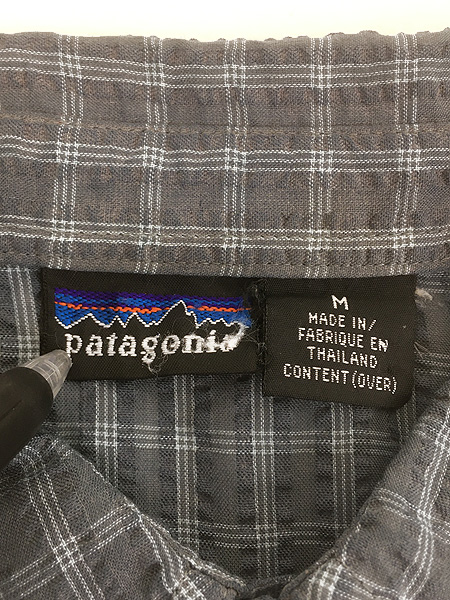 patagonia
M
MADE IN/
FABRIQUE EN
THAILAND
CONTENT (OVER)